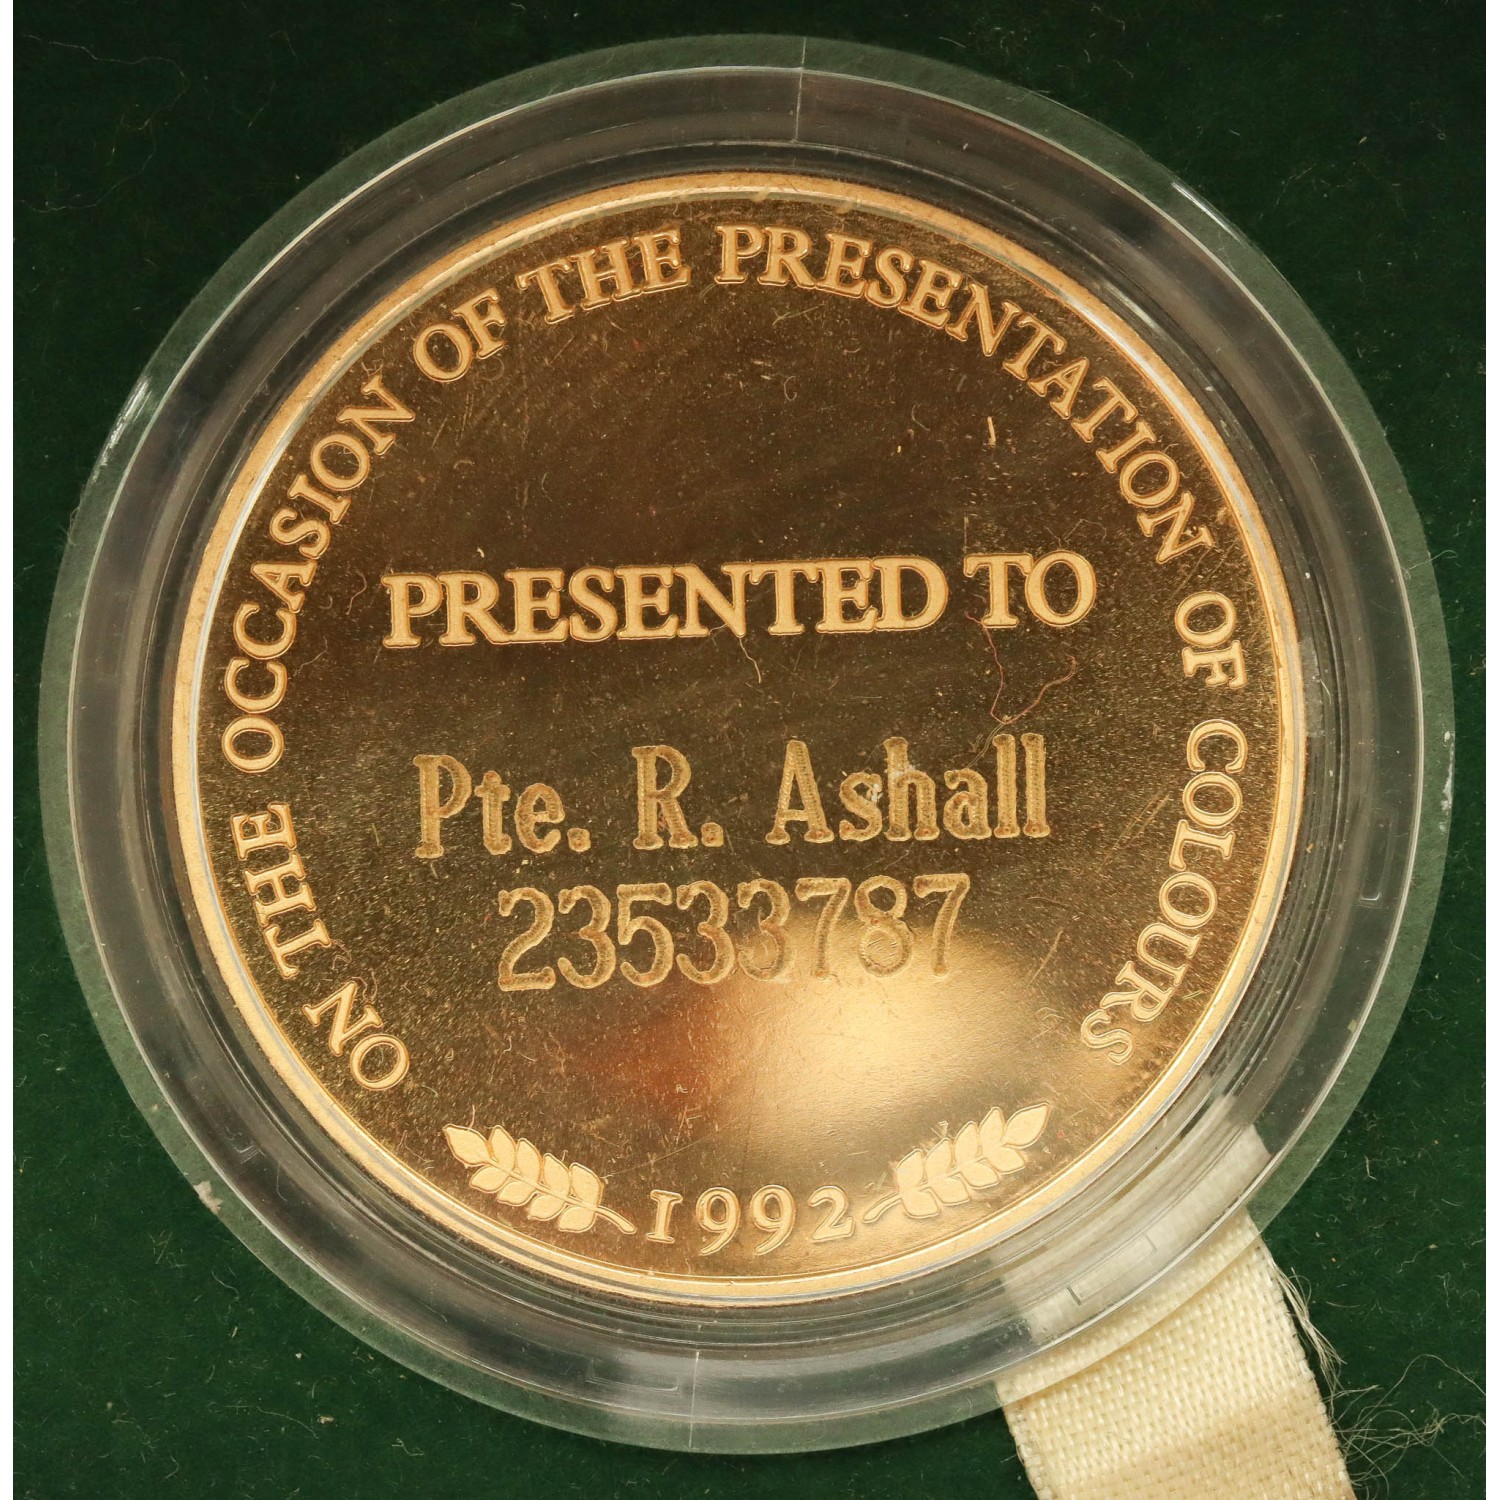 ON THE OCCASION OF THE PRESENTATION OF COLOURS
PRESENTED TO
Pte. R. Ashall
23533787
1992